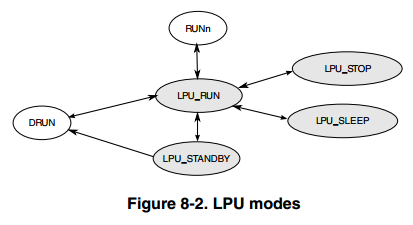 RUNn
LPU_STOP
LPU_RUN
LPU_SLEEP
DRUN
LPU_STANDBY
Figure 8-2. LPU modes